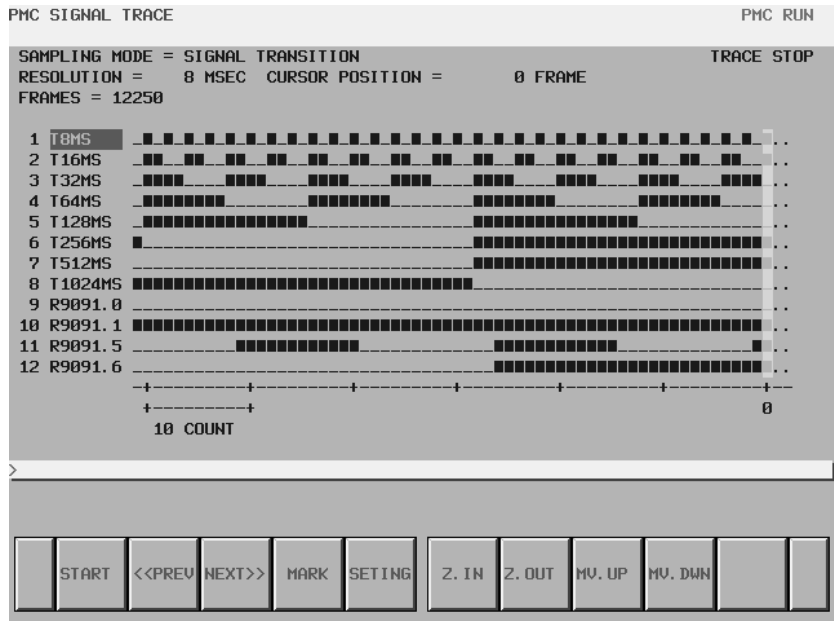 PMC SIGNAL TRACE PMC RUN
SAMPLING MODE = SIGNAL TRANSITION TRACE STOP
RESOLUTION = 8 MSEC CURSOR POSITION = 0 FRAME
FRAMES = 12250
1 T8MS
2 T16MS
3 T32MS
4 T64MS
5 T128MS
6 T256MS
7 T512MS
8 T1024MS
9 R9091.0
10 R9091.1
11 R9091.5
12 R9091.6
0
10 COUNT
>
START <<PREV NEXT>> MARK SETING Z.IN Z.OUT MV.UP MV.DWN